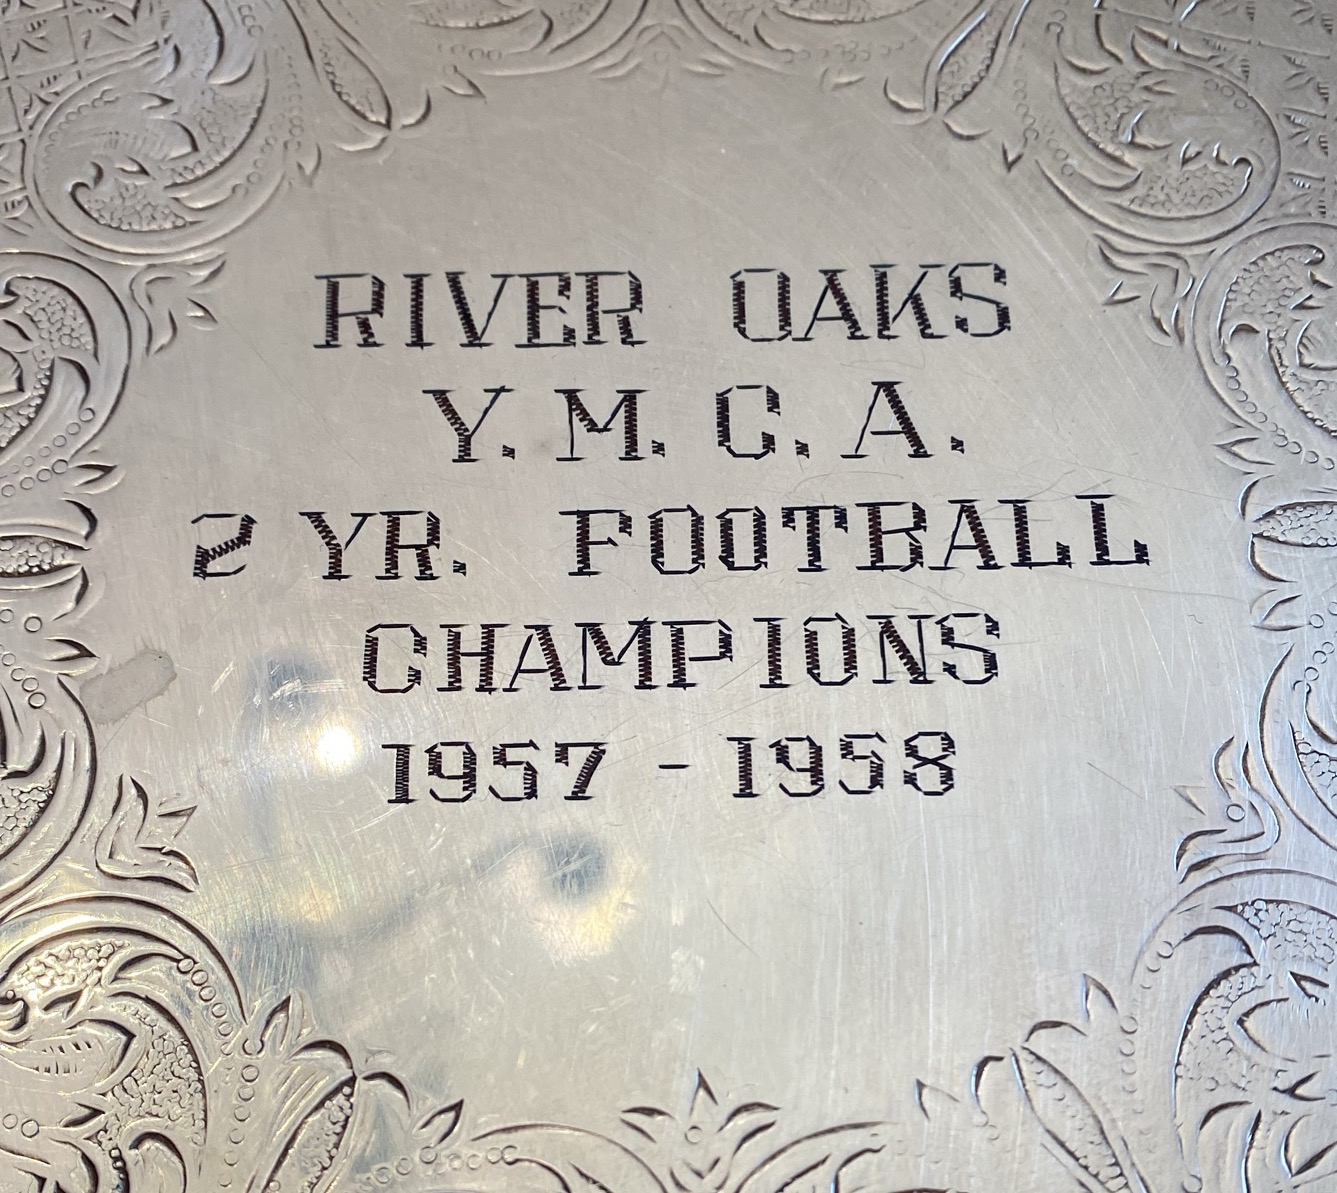 RIVER OAKS
Y.M.C.A.
2 YR. FOOTBALL
CHAMPIONS
1957 - 1958